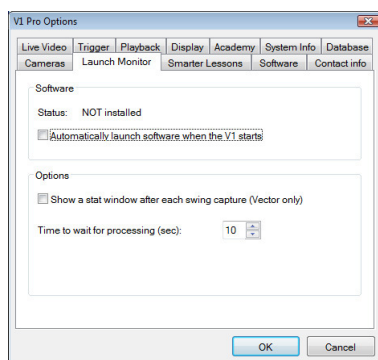 V1 Pro Options
Live Video Trigger Playback Display Academy System Info Database
Cameras Launch Monitor Smarter Lessons Software Contact info
Software
Status: NOT installed
Automatically launch software when the V1 starts
Options
Show a stat window after each swing capture (Vector only)
Time to wait for processing (sec): 10
OK Cancel